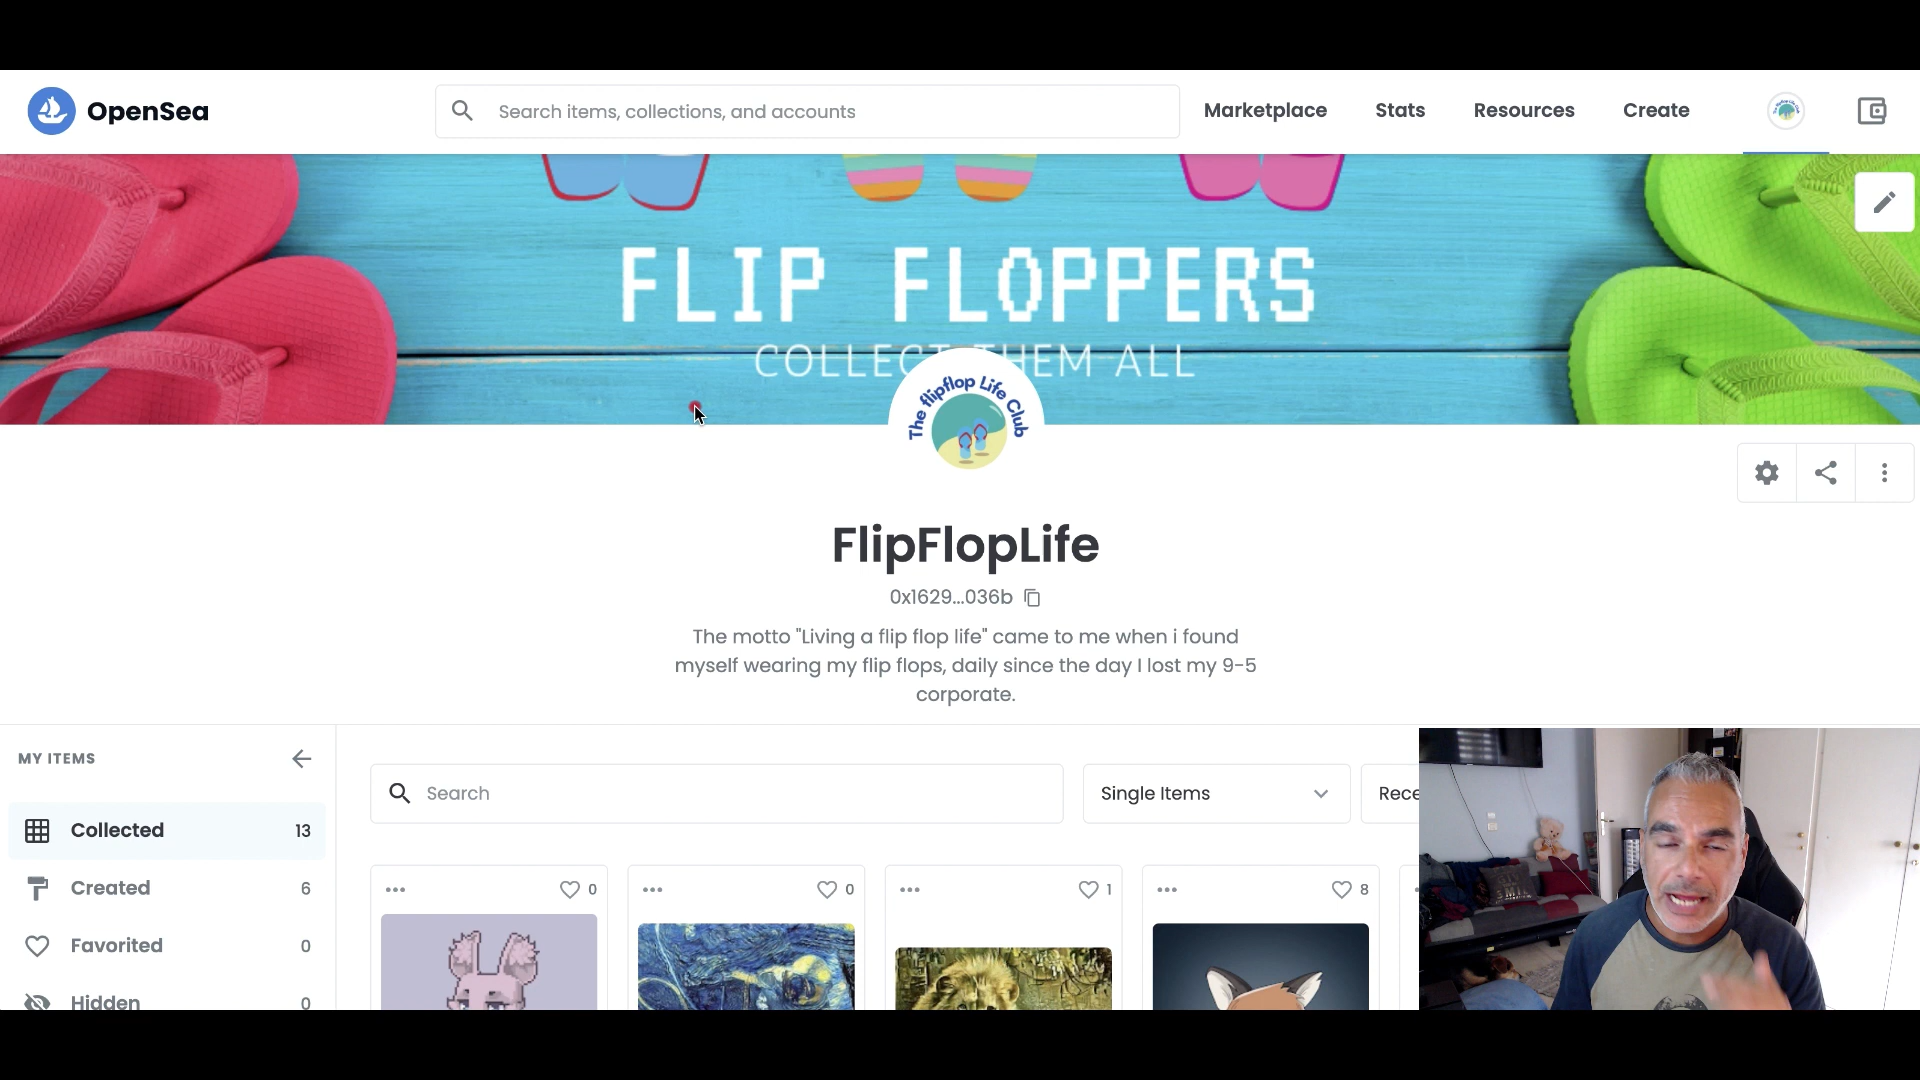 OpenSea
Search items, collections, and accounts
Marketplace
Stats
Resources
Create
FLIP FLOPPERS
COLLECT THEM ALL
The flipflop Life Club
FlipFlopLife
0x1629...036b
The motto "Living a flip flop life" came to me when i found
myself wearing my flip flops, daily since the day I lost my 9-5
corporate.
MY ITEMS
Search
Single Items
Rece
Collected 13
Created 6
Favorited 0
Hidden 0
0
0
1
8